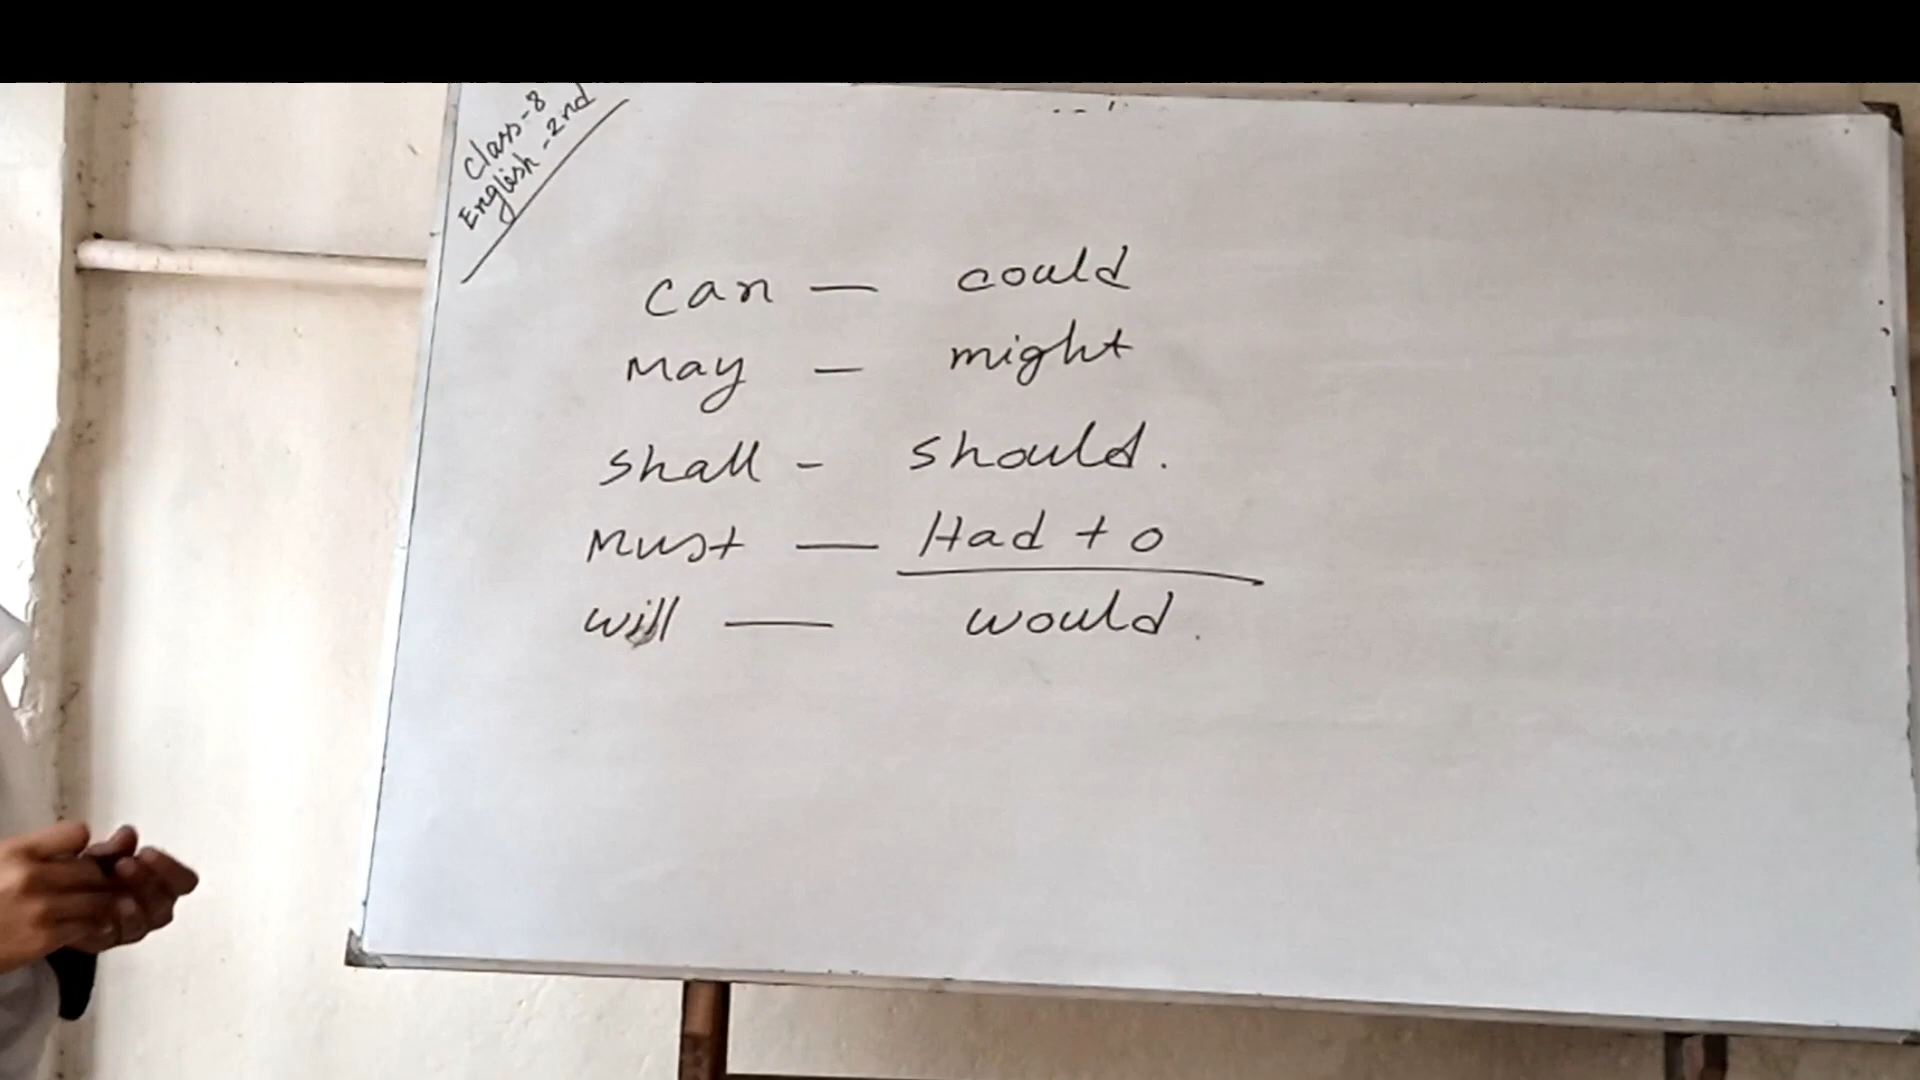 Class-8
English-2nd
can — could
May — might
shall - should.
Must — Had to
will — would.